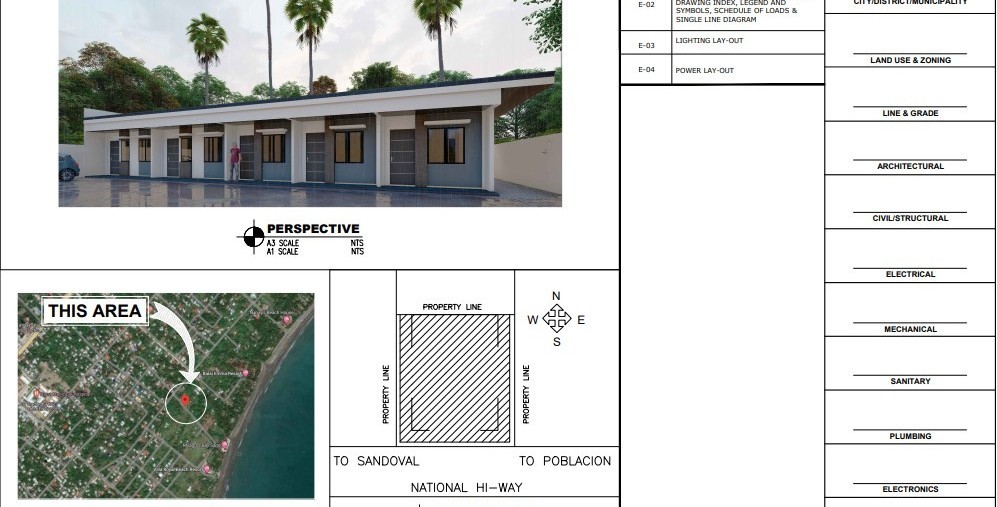 E-02
DRAWING INDEX, LEGEND AND
SYMBOLS, SCHEDULE OF LOADS &
SINGLE LINE DIAGRAM
E-03
LIGHTING LAY-OUT
E-04
POWER LAY-OUT
CITY/DISTRICT/MUNICIPALITY
LAND USE & ZONING
LINE & GRADE
ARCHITECTURAL
CIVIL/STRUCTURAL
ELECTRICAL
MECHANICAL
SANITARY
PLUMBING
ELECTRONICS
PERSPECTIVE
A3 SCALE NTS
A1 SCALE NTS
THIS AREA
PROPERTY LINE
PROPERTY LINE
PROPERTY LINE
N
W E
S
TO SANDOVAL TO POBLACION
NATIONAL HI-WAY